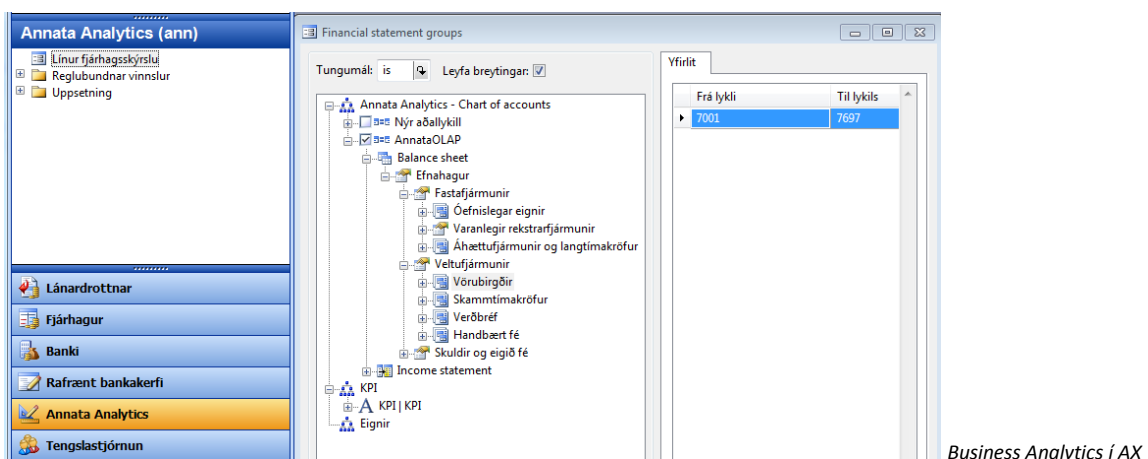 Annata Analytics (ann)
Línur fjárhagsskýrslu
Reglubundnar vinnslur
Uppsetning
Lánardrottnar
Fjárhagur
Banki
Rafrænt bankakerfi
Annata Analytics
Tengslastjórnun
Financial statement groups
Tungumál: is Leyfa breytingar:
Annata Analytics - Chart of accounts
Nýr aðallykill
AnnataOLAP
Balance sheet
Efnahagur
Fastafjármunir
Óefnislegar eignir
Varanlegir rekstrarfjármunir
Áhættufjármunir og langtímakröfur
Veltufjármunir
Vörubirgðir
Skammtímakröfur
Verðbréf
Handbært fé
Skuldir og eigið fé
Income statement
KPI
KPI | KPI
Eignir
Yfirlit
Frá lykli Til lykils
7001 7697
Business Analytics í AX